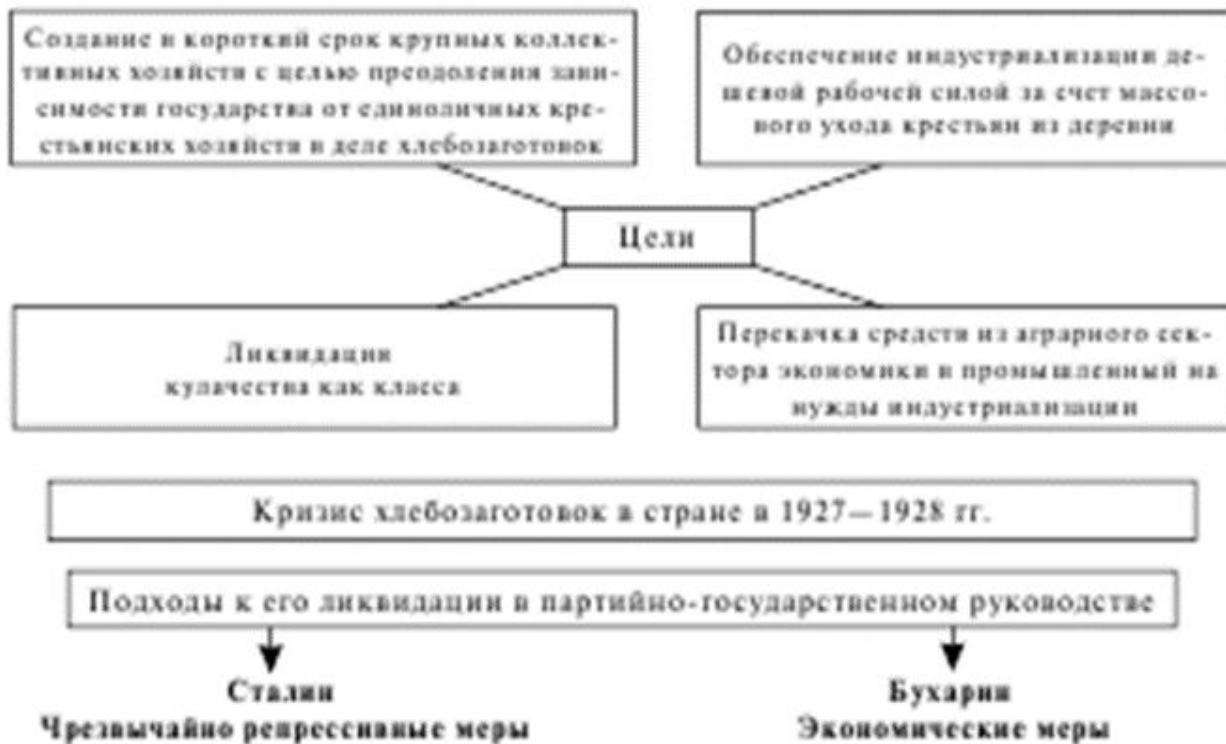 Создание в короткий срок крупных коллек-
тивных хозяйств с целью преодоления зави-
симости государства от единоличных кре-
стьянских хозяйств в деле хлебозаготовок
Обеспечение индустриализации де-
шевой рабочей силой за счет массо-
вого ухода крестьян из деревни
Цели
Ликвидация
кулачества как класса
Перекачка средств из аграрного сек-
тора экономики в промышленный на
нужды индустриализации
Кризис хлебозаготовок в стране в 1927—1928 гг.
Подходы к его ликвидации в партийно-государственном руководстве
Сталин
Чрезвычайно репрессивные меры
Бухарин
Экономические меры